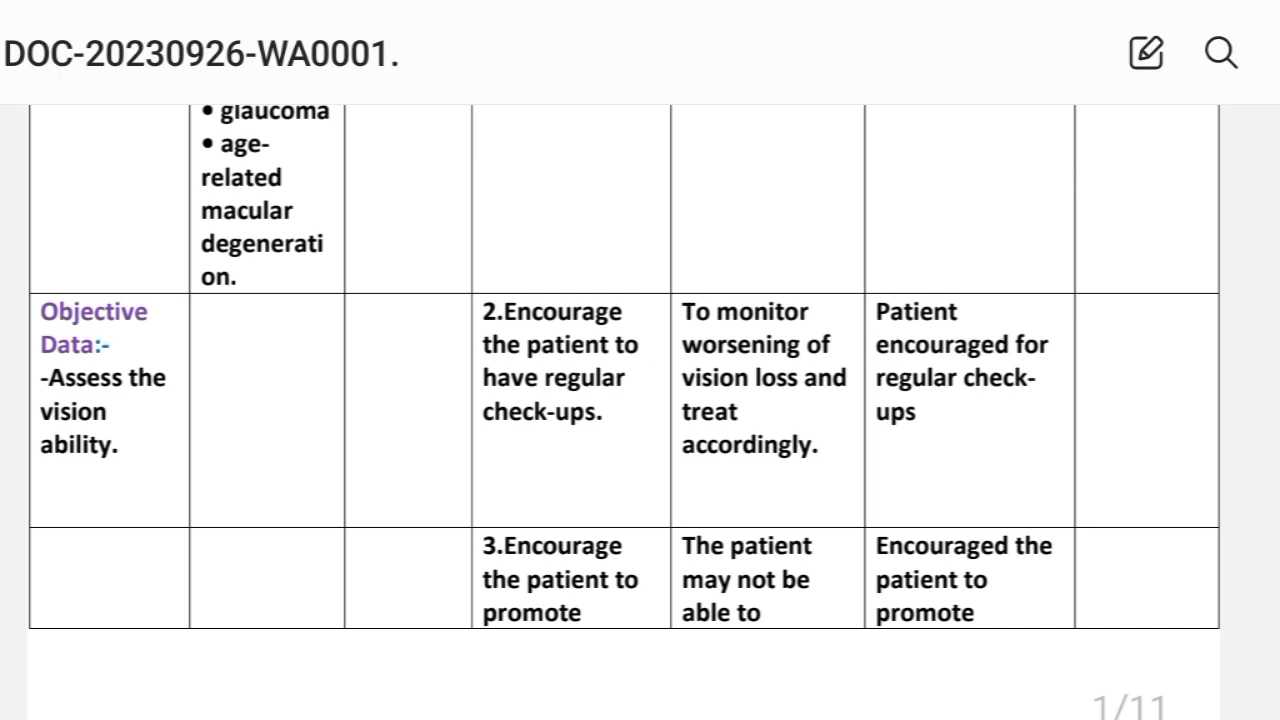 DOC-20230926-WA0001.
• glaucoma
• age-
related
macular
degenerati
on.
Objective
Data:-
-Assess the
vision
ability.
2.Encourage
the patient to
have regular
check-ups.
To monitor
worsening of
vision loss and
treat
accordingly.
Patient
encouraged for
regular check-
ups
3.Encourage
the patient to
promote
The patient
may not be
able to
Encouraged the
patient to
promote
1/11